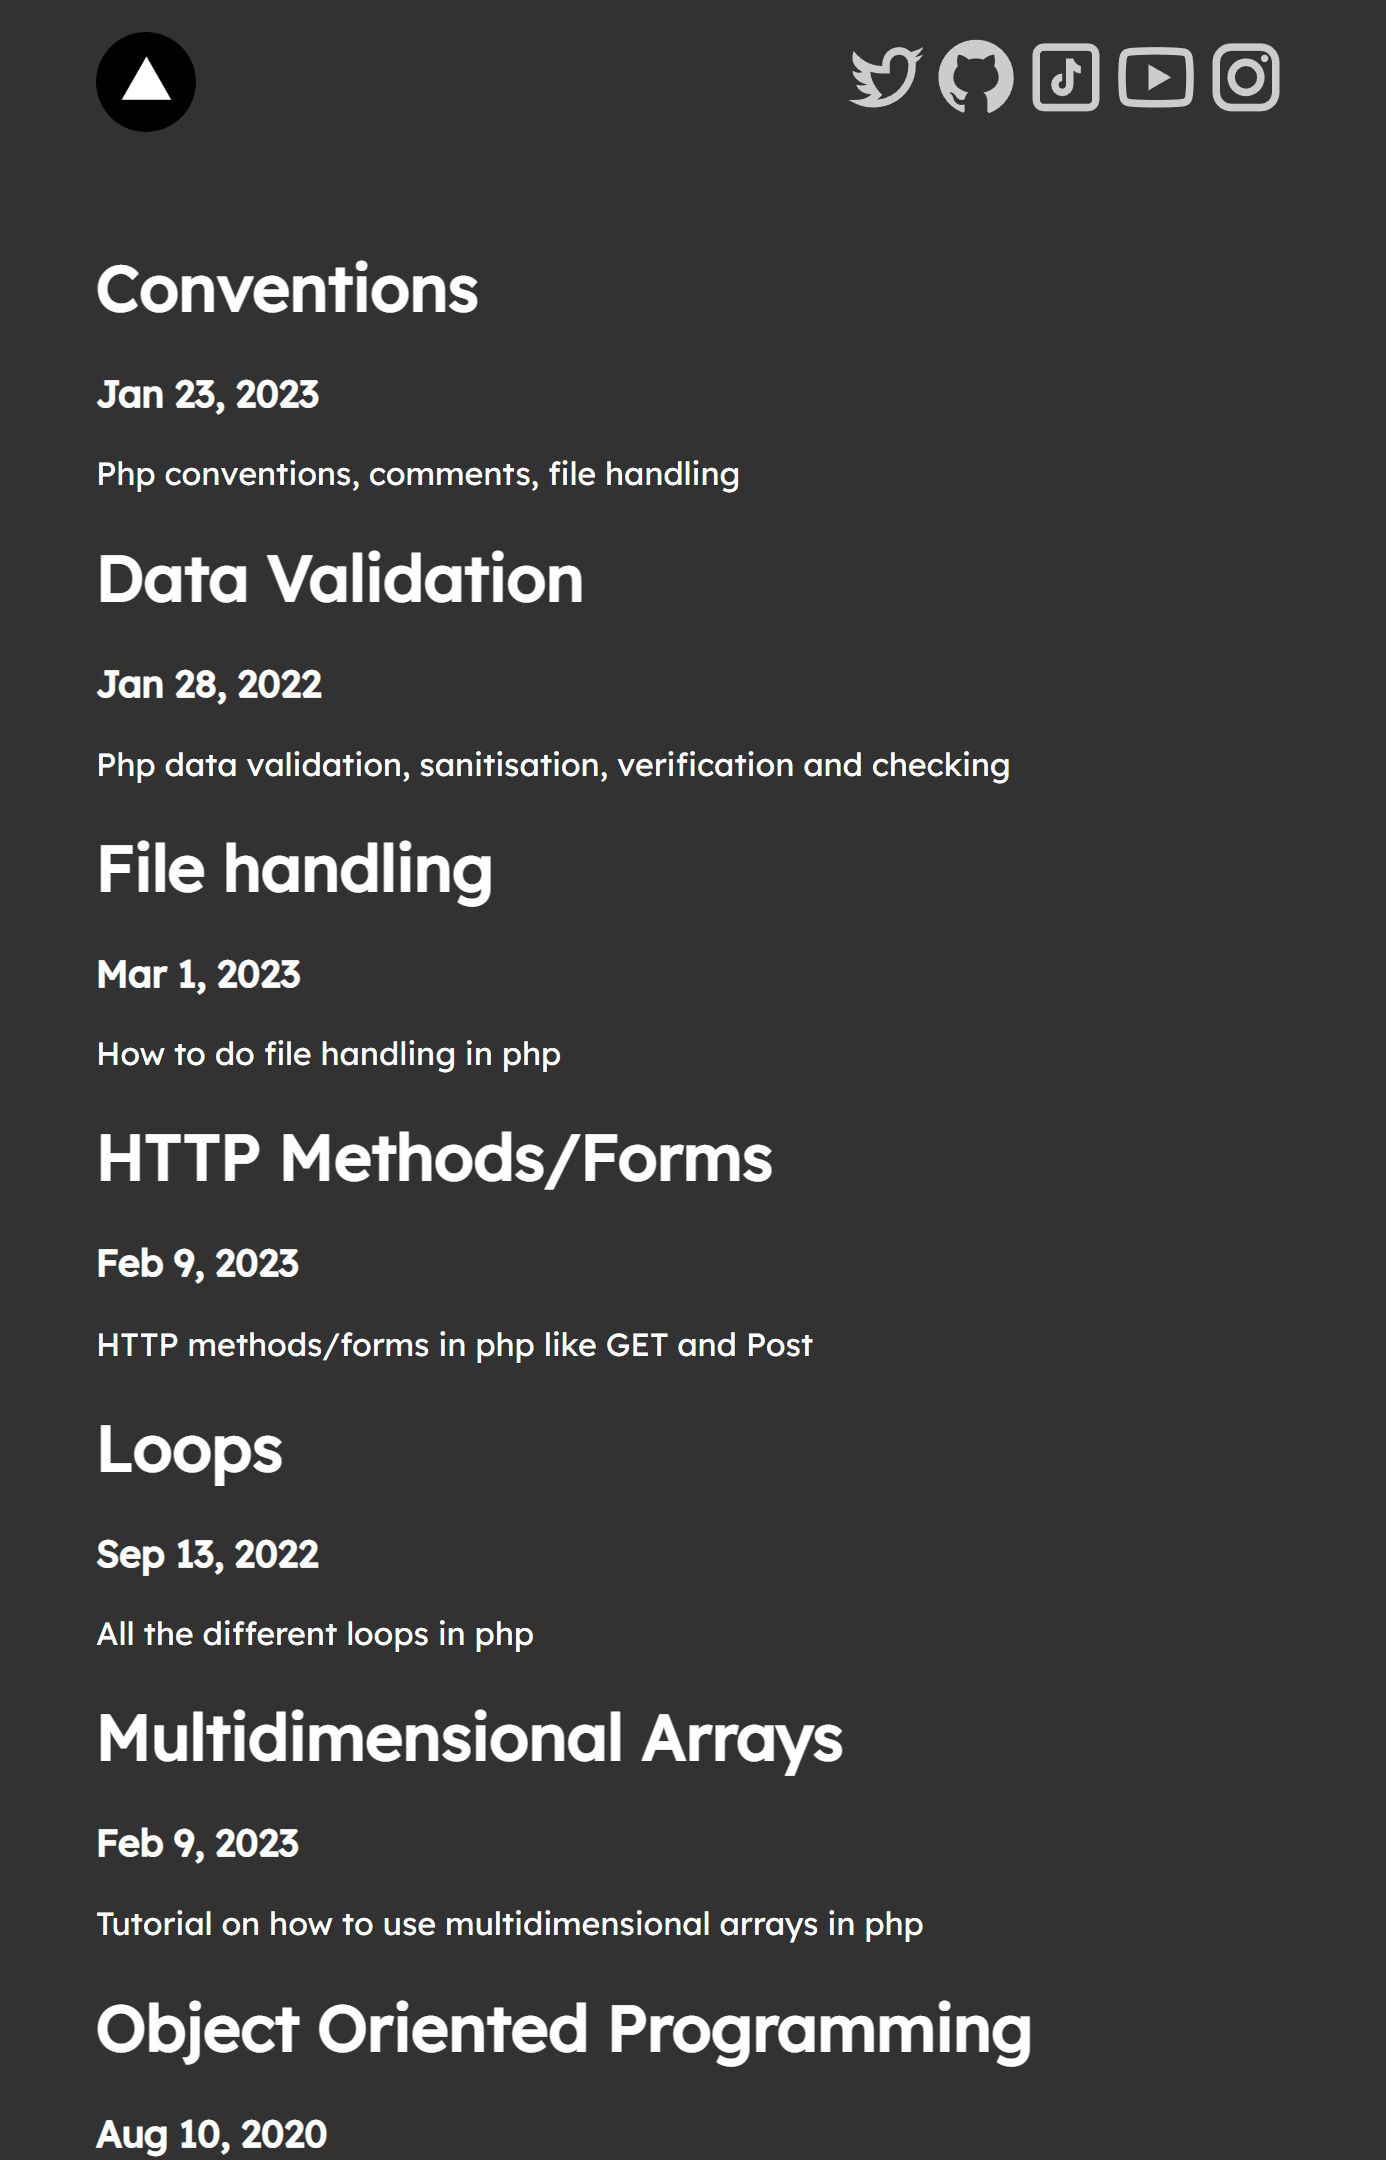 Conventions
Jan 23, 2023
Php conventions, comments, file handling
Data Validation
Jan 28, 2022
Php data validation, sanitisation, verification and checking
File handling
Mar 1, 2023
How to do file handling in php
HTTP Methods/Forms
Feb 9, 2023
HTTP methods/forms in php like GET and Post
Loops
Sep 13, 2022
All the different loops in php
Multidimensional Arrays
Feb 9, 2023
Tutorial on how to use multidimensional arrays in php
Object Oriented Programming
Aug 10, 2020